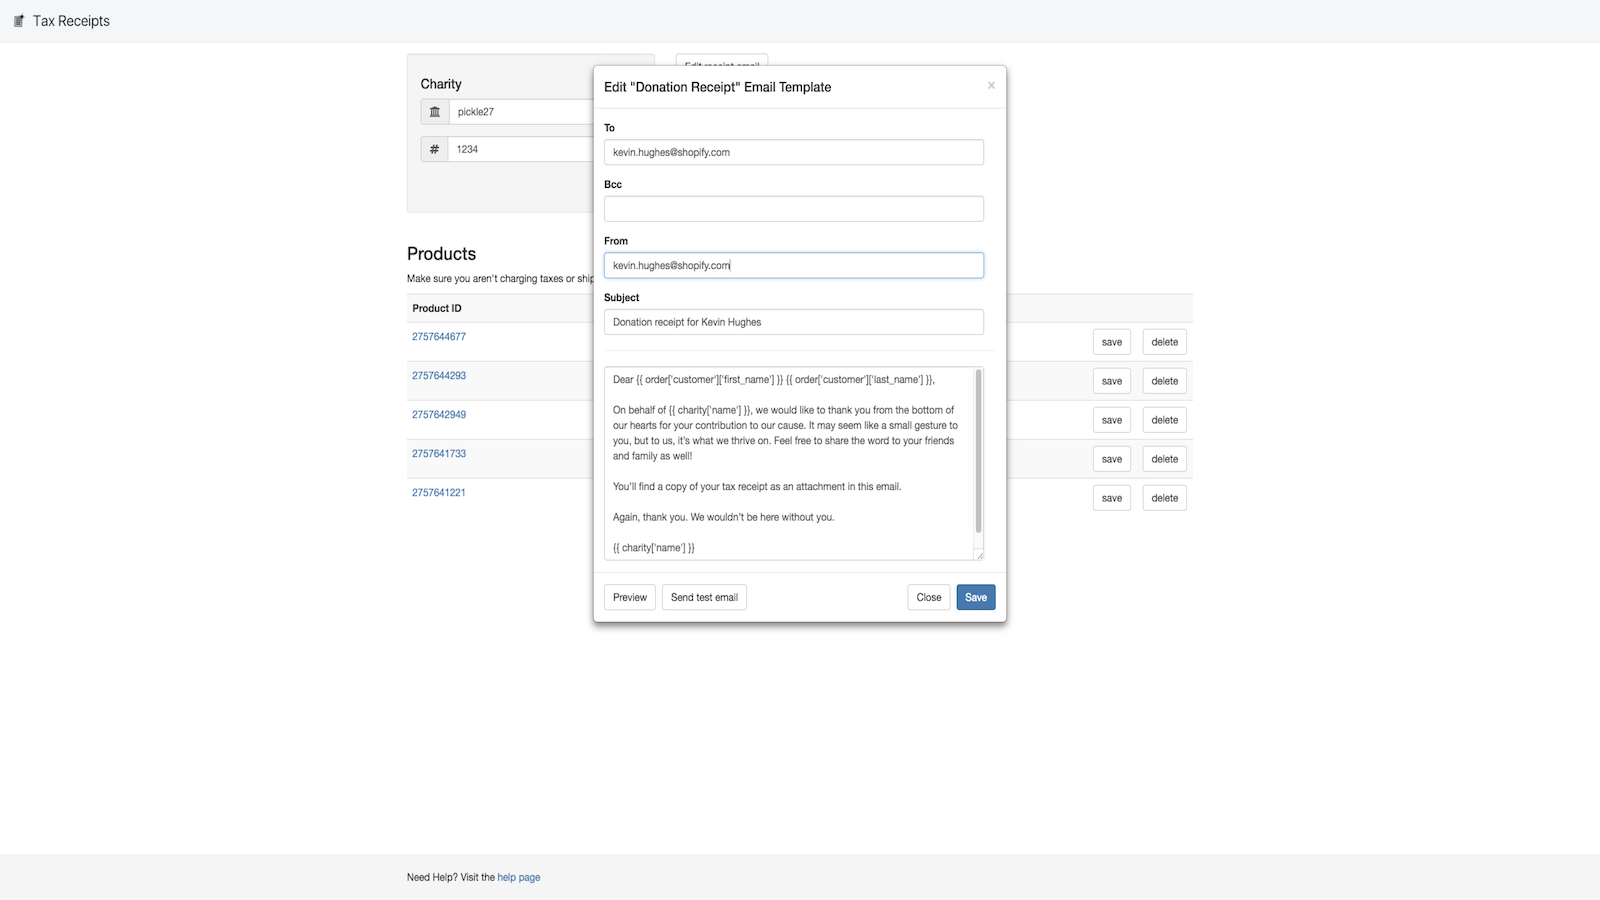 Tax Receipts
Charity
pickle27
#
1234
Edit "Donation Receipt" Email Template
×
To
kevin.hughes@shopify.com
Bcc
From
kevin.hughes@shopify.com
Subject
Donation receipt for Kevin Hughes
Dear {{ order['customer']['first_name'] }} {{ order['customer']['last_name'] }},
On behalf of {{ charity['name'] }}, we would like to thank you from the bottom of
our hearts for your contribution to our cause. It may seem like a small gesture to
you, but to us, it's what we thrive on. Feel free to share the word to your friends
and family as well!
You'll find a copy of your tax receipt as an attachment in this email.
Again, thank you. We wouldn't be here without you.
{{ charity['name'] }}
Preview
Send test email
Close
Save
Products
Make sure you aren't charging taxes or
Product ID
2757644677
save
delete
2757644293
save
delete
2757642949
save
delete
2757641733
save
delete
2757641221
save
delete
Need Help? Visit the help page